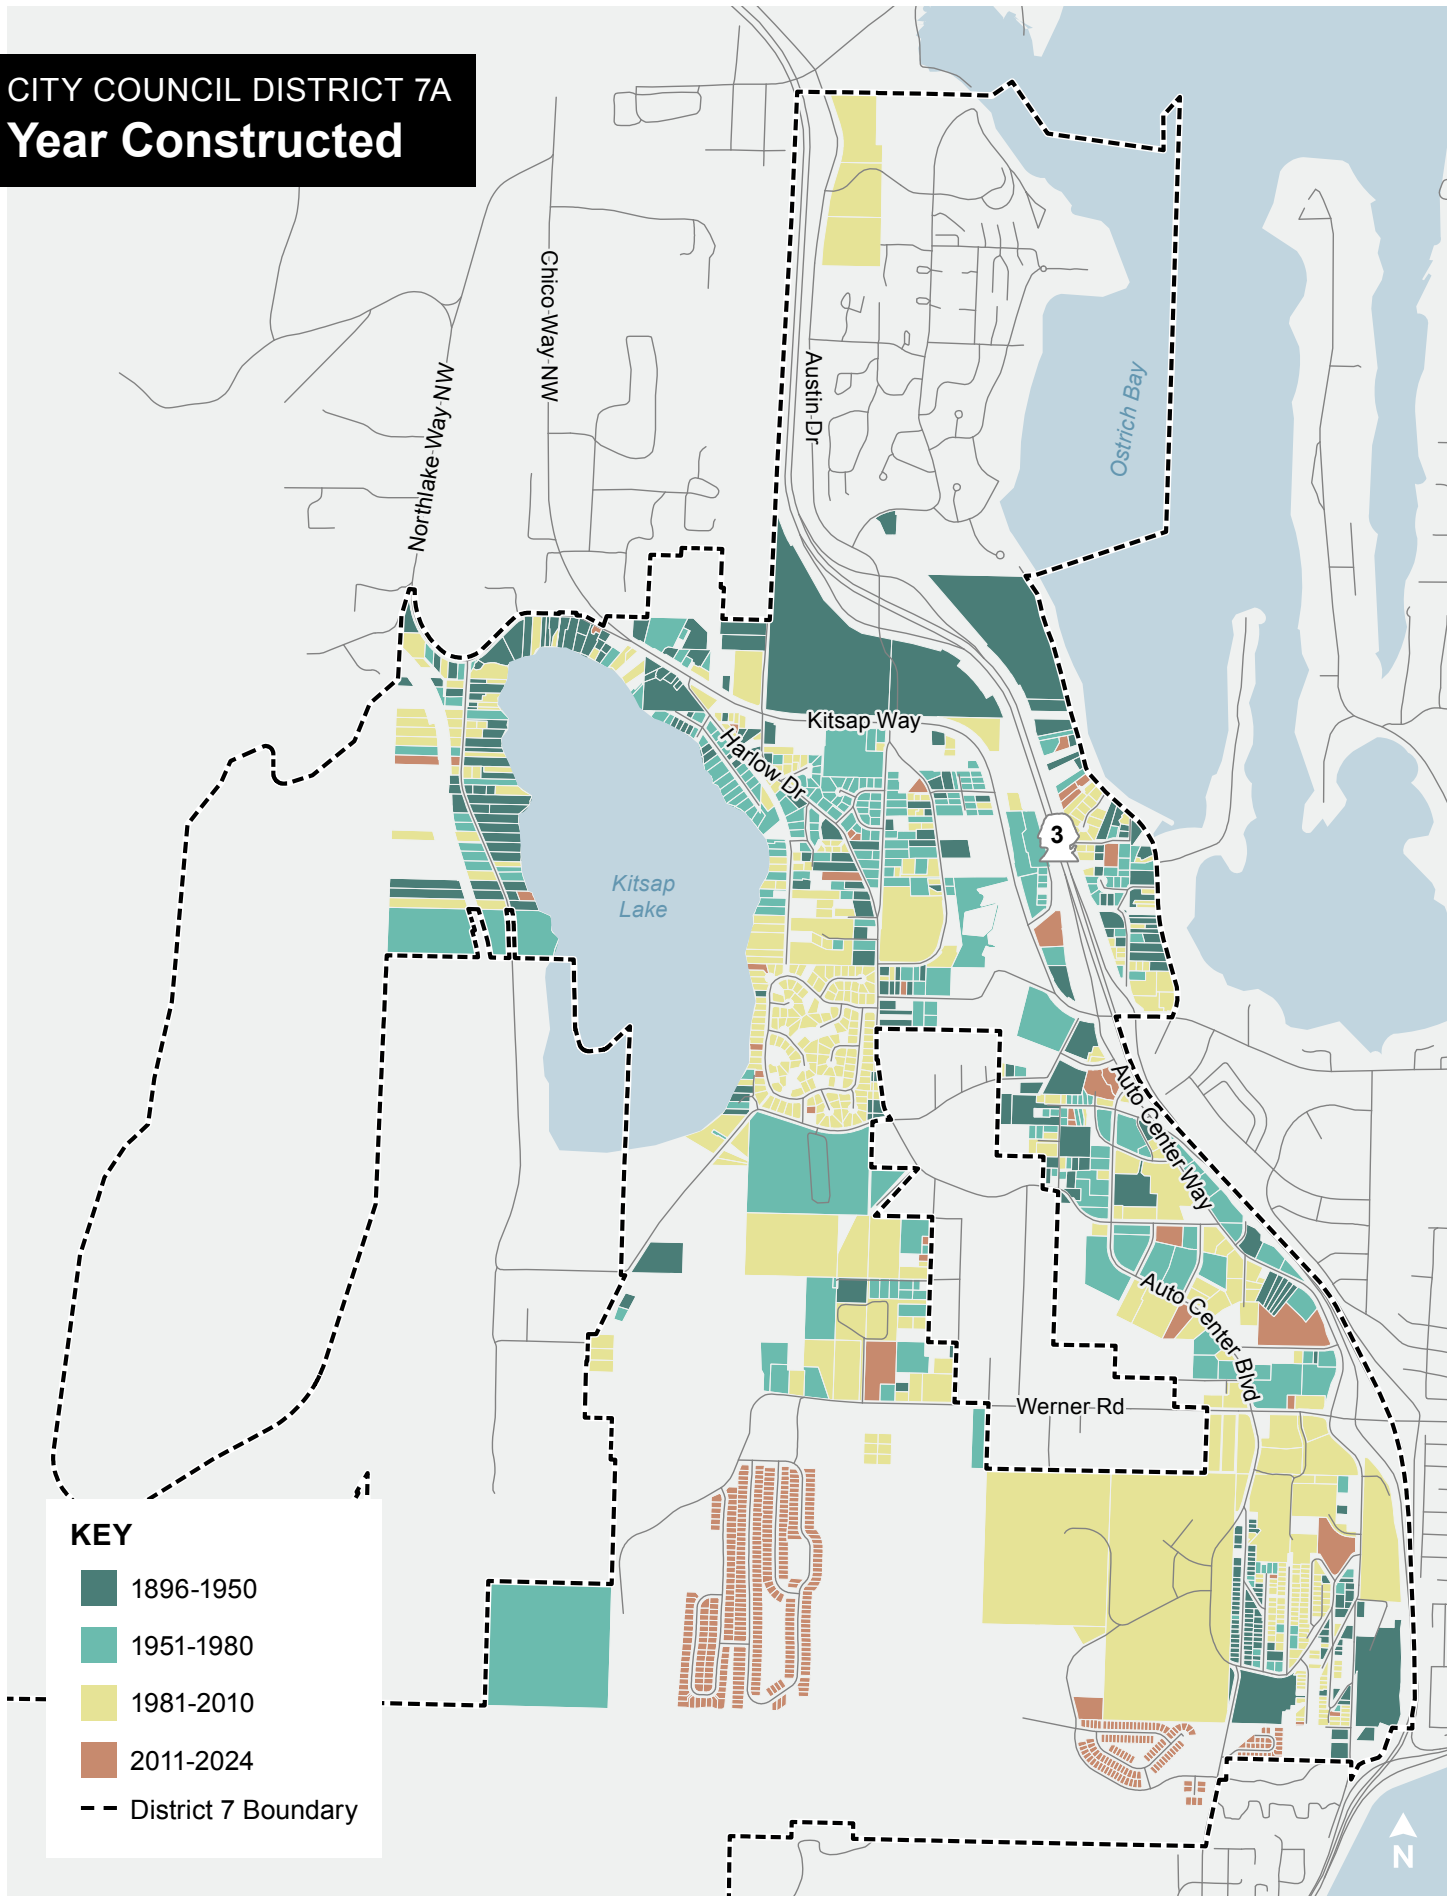 CITY COUNCIL DISTRICT 7A
Year Constructed
Chico Way NW
Northlake Way NW
Austin Dr
Ostrich Bay
Kitsap Way
Harlow Dr
3
Kitsap
Lake
Auto Center Way
Auto Center Blvd
Werner Rd
KEY
1896-1950
1951-1980
1981-2010
2011-2024
District 7 Boundary
N